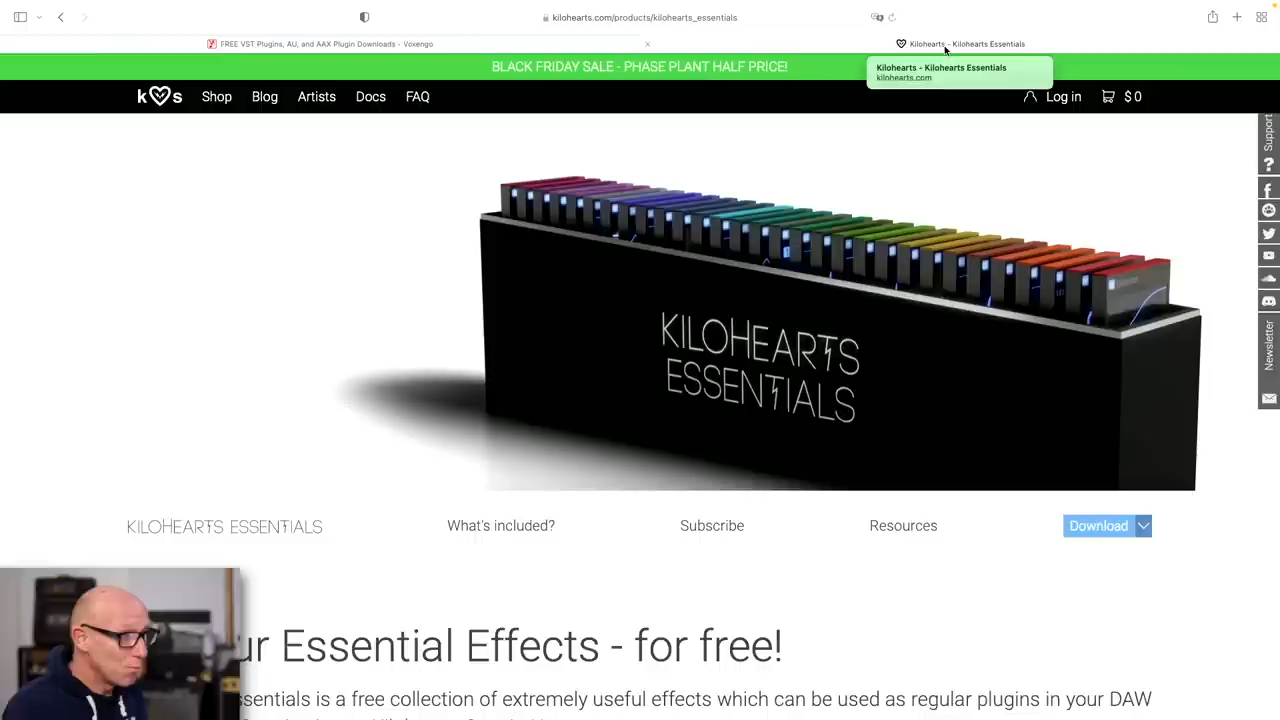 kilohearts.com/products/kilohearts_essentials
FREE VST Plugins, AU, and AAX Plugin Downloads - Voxengo
Kilohearts - Kilohearts Essentials
BLACK FRIDAY SALE - PHASE PLANT HALF PRICE!
Kilohearts - Kilohearts Essentials
kilohearts.com
k s
Shop
Blog
Artists
Docs
FAQ
Log in
$ 0
Support
Newsletter
KILOHEARTS
ESSENTIALS
KILOHEARTS ESSENTIALS
What's included?
Subscribe
Resources
Download
ur Essential Effects - for free!
ssentials is a free collection of extremely useful effects which can be used as regular plugins in your DAW